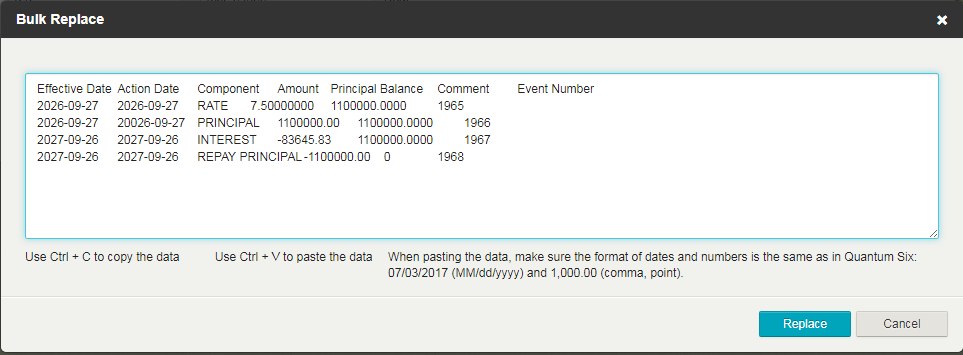 Bulk Replace
Effective Date Action Date Component Amount Principal Balance Comment Event Number
2026-09-27 2026-09-27 RATE 7.50000000 1100000.0000 1965
2026-09-27 20026-09-27 PRINCIPAL 1100000.00 1100000.0000 1966
2027-09-26 2027-09-26 INTEREST -83645.83 1100000.0000 1967
2027-09-26 2027-09-26 REPAY PRINCIPAL -1100000.00 0 1968
Use Ctrl + C to copy the data Use Ctrl + V to paste the data When pasting the data, make sure the format of dates and numbers is the same as in Quantum Six:
07/03/2017 (MM/dd/yyyy) and 1,000.00 (comma, point).
Replace Cancel